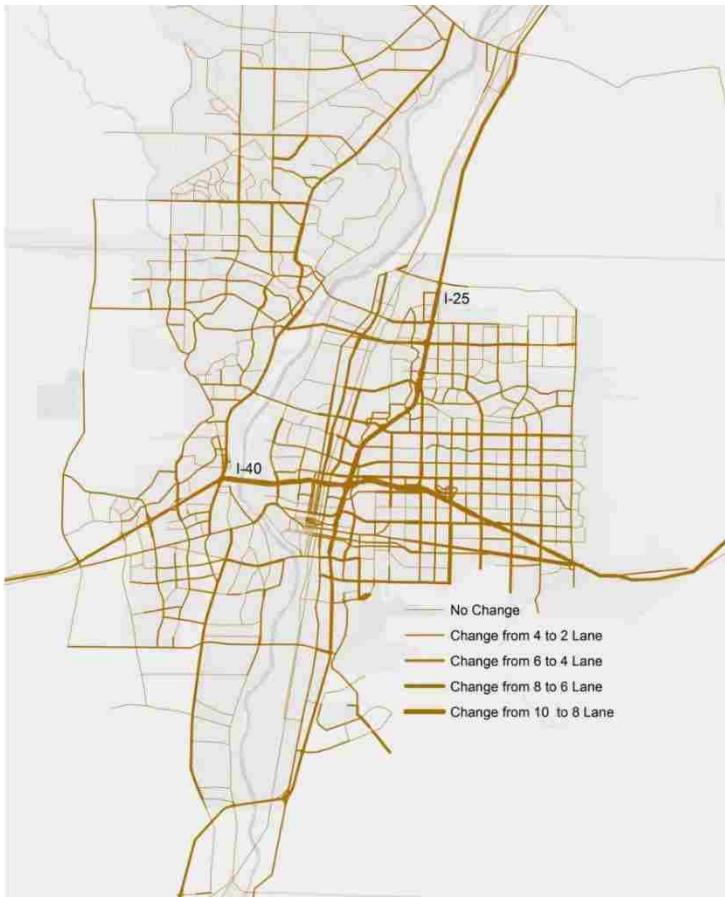 I-25
I-40
No Change
Change from 4 to 2 Lane
Change from 6 to 4 Lane
Change from 8 to 6 Lane
Change from 10 to 8 Lane